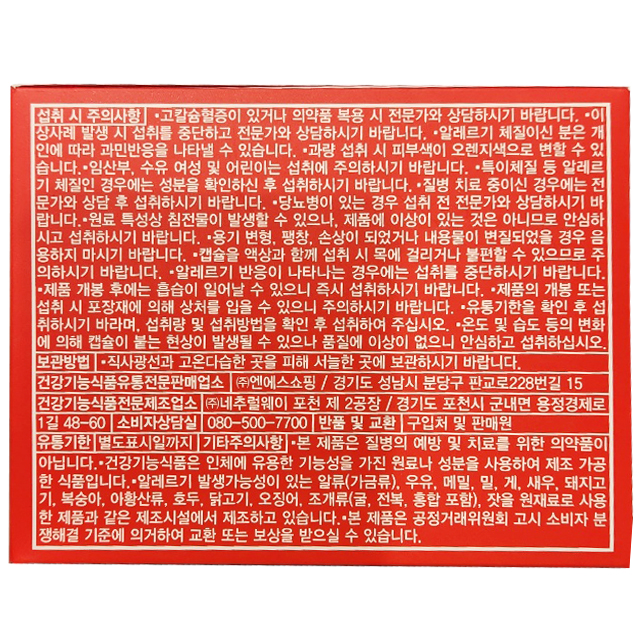 섭취 시 주의사항 •고칼슘혈증이 있거나 의약품 복용 시 전문가와 상담하시기 바랍니다. •이
상사례 발생 시 섭취를 중단하고 전문가와 상담하시기 바랍니다. •알레르기 체질이신 분은 개
인에 따라 과민반응을 나타낼 수 있습니다. •과량 섭취 시 피부색이 오렌지색으로 변할 수 있
습니다. •임산부, 수유 여성 및 어린이는 섭취에 주의하시기 바랍니다. •특이체질 등 알레르
기 체질인 경우에는 성분을 확인하신 후 섭취하시기 바랍니다. •질병 치료 중이신 경우에는 전
문가와 상담 후 섭취하시기 바랍니다. •당뇨병이 있는 경우 섭취 전 전문가와 상담하시기 바
랍니다.•원료 특성상 침전물이 발생할 수 있으나, 제품에 이상이 있는 것은 아니므로 안심하
시고 섭취하시기 바랍니다. •용기 변형, 팽창, 손상이 되었거나 내용물이 변질되었을 경우 음
용하지 마시기 바랍니다. •캡슐을 액상과 함께 섭취 시 목에 걸리거나 불편할 수 있으므로 주
의하시기 바랍니다. •알레르기 반응이 나타나는 경우에는 섭취를 중단하시기 바랍니다.
•제품 개봉 후에는 흡습이 일어날 수 있으니 즉시 섭취하시기 바랍니다. •제품의 개봉 또는
섭취 시 포장재에 의해 상처를 입을 수 있으니 주의하시기 바랍니다. •유통기한을 확인 후 섭
취하시기 바라며, 섭취량 및 섭취방법을 확인 후 섭취하여 주십시오. •온도 및 습도 등의 변화
에 의해 캡슐이 붙는 현상이 발생될 수 있으나 품질에 이상이 없으니 안심하고 섭취하십시오.
보관방법 •직사광선과 고온다습한 곳을 피해 서늘한 곳에 보관하시기 바랍니다.
건강기능식품유통전문판매업소 ㈜엔에스쇼핑 / 경기도 성남시 분당구 판교로228번길 15
건강기능식품전문제조업소 ㈜네추럴웨이 포천 제 2공장 / 경기도 포천시 군내면 용정경제로
1길 48-60 소비자상담실 080-500-7700 반품 및 교환 구입처 및 판매원
유통기한 별도표시일까지 기타주의사항 •본 제품은 질병의 예방 및 치료를 위한 의약품이
아닙니다.•건강기능식품은 인체에 유용한 기능성을 가진 원료나 성분을 사용하여 제조 가공
한 식품입니다.•알레르기 발생가능성이 있는 알류(가금류), 우유, 메밀, 밀, 게, 새우, 돼지고
기, 복숭아, 아황산류, 호두, 닭고기, 오징어, 조개류(굴, 전복, 홍합 포함), 잣을 원재료로 사용
한 제품과 같은 제조시설에서 제조하고 있습니다.•본 제품은 공정거래위원회 고시 소비자 분
쟁해결 기준에 의거하여 교환 또는 보상을 받으실 수 있습니다.